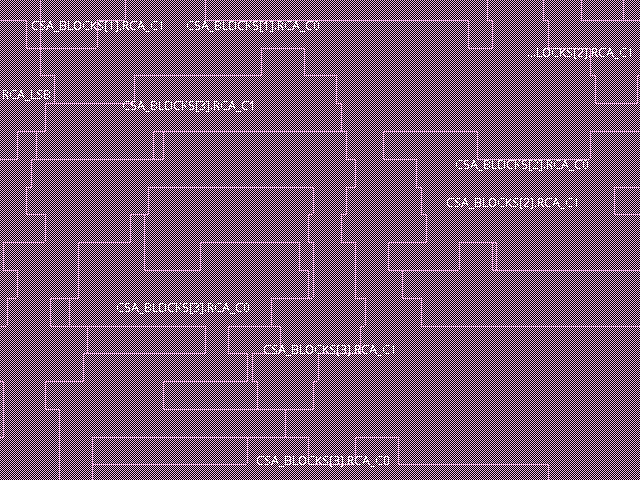 CSA_BLOCKS[1].RCA_C1 CSA_BLOCKS[1].RCA_C0
LOCKS[2].RCA_C1
RCA_LSB
CSA_BLOCKS[2].RCA_C1
CSA_BLOCKS[2].RCA_C0
CSA_BLOCKS[2].RCA_C1
CSA_BLOCKS[2].RCA_C0
CSA_BLOCKS[3].RCA_C1
CSA_BLOCKS[3].RCA_C0